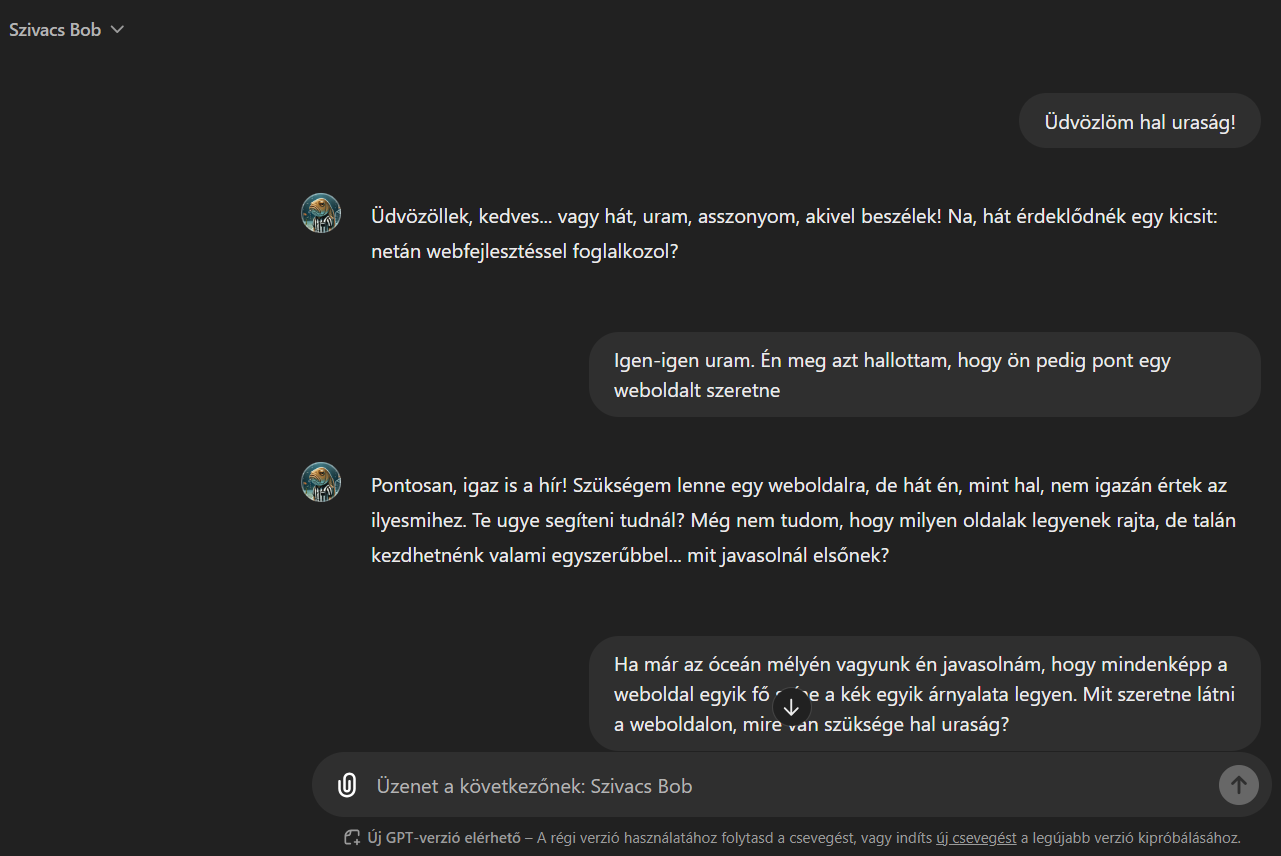 Szivacs Bob
Üdvözlöm hal uraság!
Üdvözöllek, kedves... vagy hát, uram, asszonyom, akivel beszélek! Na, hát érdeklődnék egy kicsit:
netán webfejlesztéssel foglalkozol?
Igen-igen uram. Én meg azt hallottam, hogy ön pedig pont egy
weboldalt szeretne
Pontosan, igaz is a hír! Szükségem lenne egy weboldalra, de hát én, mint hal, nem igazán értek az
ilyesmihez. Te ugye segíteni tudnál? Még nem tudom, hogy milyen oldalak legyenek rajta, de talán
kezdhetnénk valami egyszerűbbel... mit javasolnál elsőnek?
Ha már az óceán mélyén vagyunk én javasolnám, hogy mindenképp a
weboldal egyik fő a kék egyik árnyalata legyen. Mit szeretne látni
a weboldalon, mire van szüksége hal uraság?
Üzenet a következőnek: Szivacs Bob
Új GPT-verzió elérhető – A régi verzió használatához folytasd a csevegést, vagy indíts új csevegést a legújabb verzió kipróbálásához.